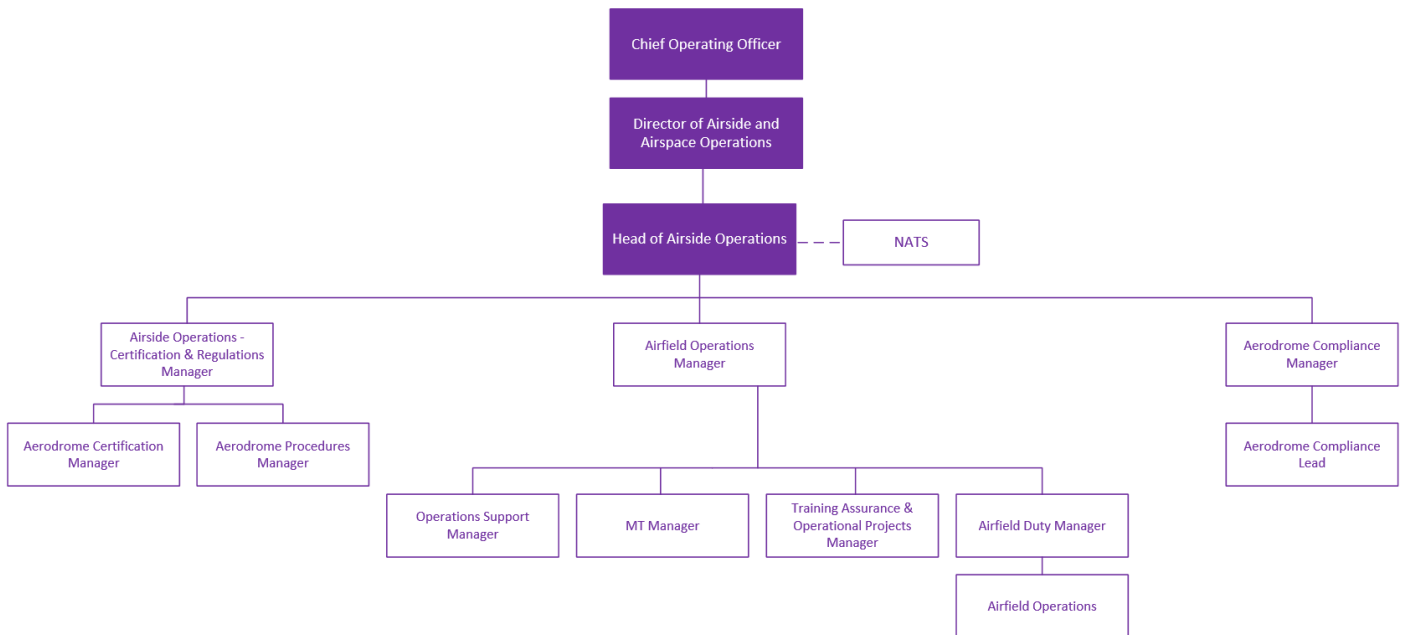 Chief Operating Officer
Director of Airside and
Airspace Operations
Head of Airside Operations
NATS
Airside Operations -
Certification & Regulations
Manager
Airfield Operations
Manager
Aerodrome Compliance
Manager
Aerodrome Certification
Manager
Aerodrome Procedures
Manager
Aerodrome Compliance
Lead
Operations Support
Manager
MT Manager
Training Assurance &
Operational Projects
Manager
Airfield Duty Manager
Airfield Operations